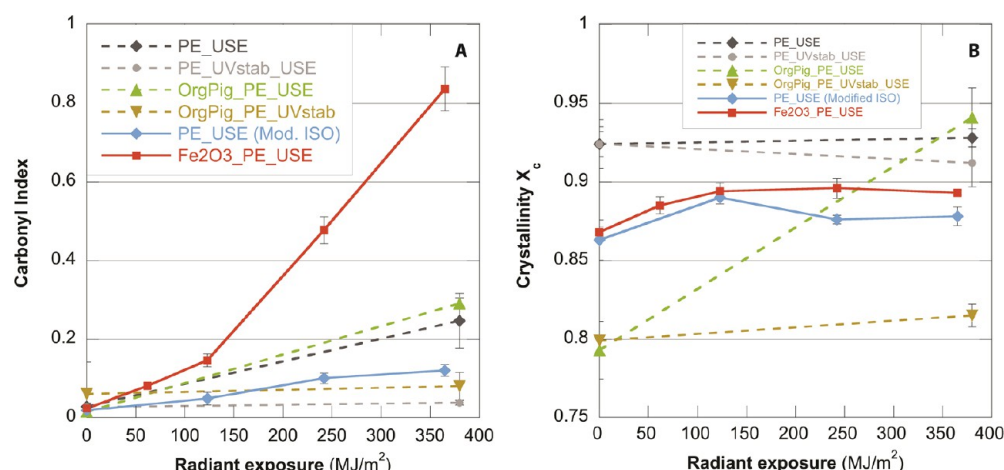 1
0.8
0.6
0.4
0.2
0
Carbonyl Index
A
PE_USE
PE_UVstab_USE
OrgPig_PE_USE
OrgPig_PE_UVstab
PE_USE (Mod. ISO)
Fe2O3_PE_USE
0 50 100 150 200 250 300 350 400
Radiant exposure (MJ/m²)
1
0.95
0.9
0.85
0.8
0.75
Crystallinity Xc
B
PE_USE
PE_UVstab_USE
OrgPig_PE_USE
OrgPig_PE_UVstab_USE
PE_USE (Modified ISO)
Fe2O3_PE_USE
0 50 100 150 200 250 300 350 400
Radiant exposure (MJ/m²)